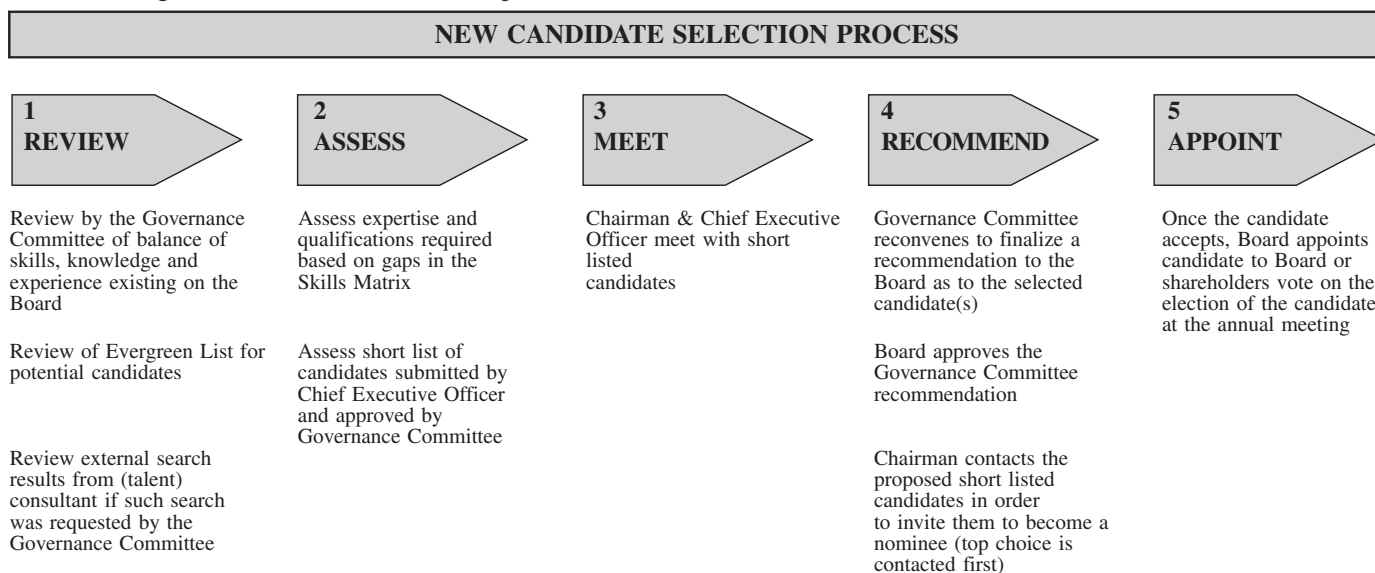 NEW CANDIDATE SELECTION PROCESS
1
REVIEW
Review by the Governance
Committee of balance of
skills, knowledge and
experience existing on the
Board
Review of Evergreen List for
potential candidates
Review external search
results from (talent)
consultant if such search
was requested by the
Governance Committee
2
ASSESS
Assess expertise and
qualifications required
based on gaps in the
Skills Matrix
Assess short list of
candidates submitted by
Chief Executive Officer
and approved by
Governance Committee
3
MEET
Chairman & Chief Executive
Officer meet with short
listed
candidates
4
RECOMMEND
Governance Committee
reconvenes to finalize a
recommendation to the
Board as to the selected
candidate(s)
Board approves the
Governance Committee
recommendation
Chairman contacts the
proposed short listed
candidates in order
to invite them to become a
nominee (top choice is
contacted first)
5
APPOINT
Once the candidate
accepts, Board appoints
candidate to Board or
shareholders vote on the
election of the candidate
at the annual meeting